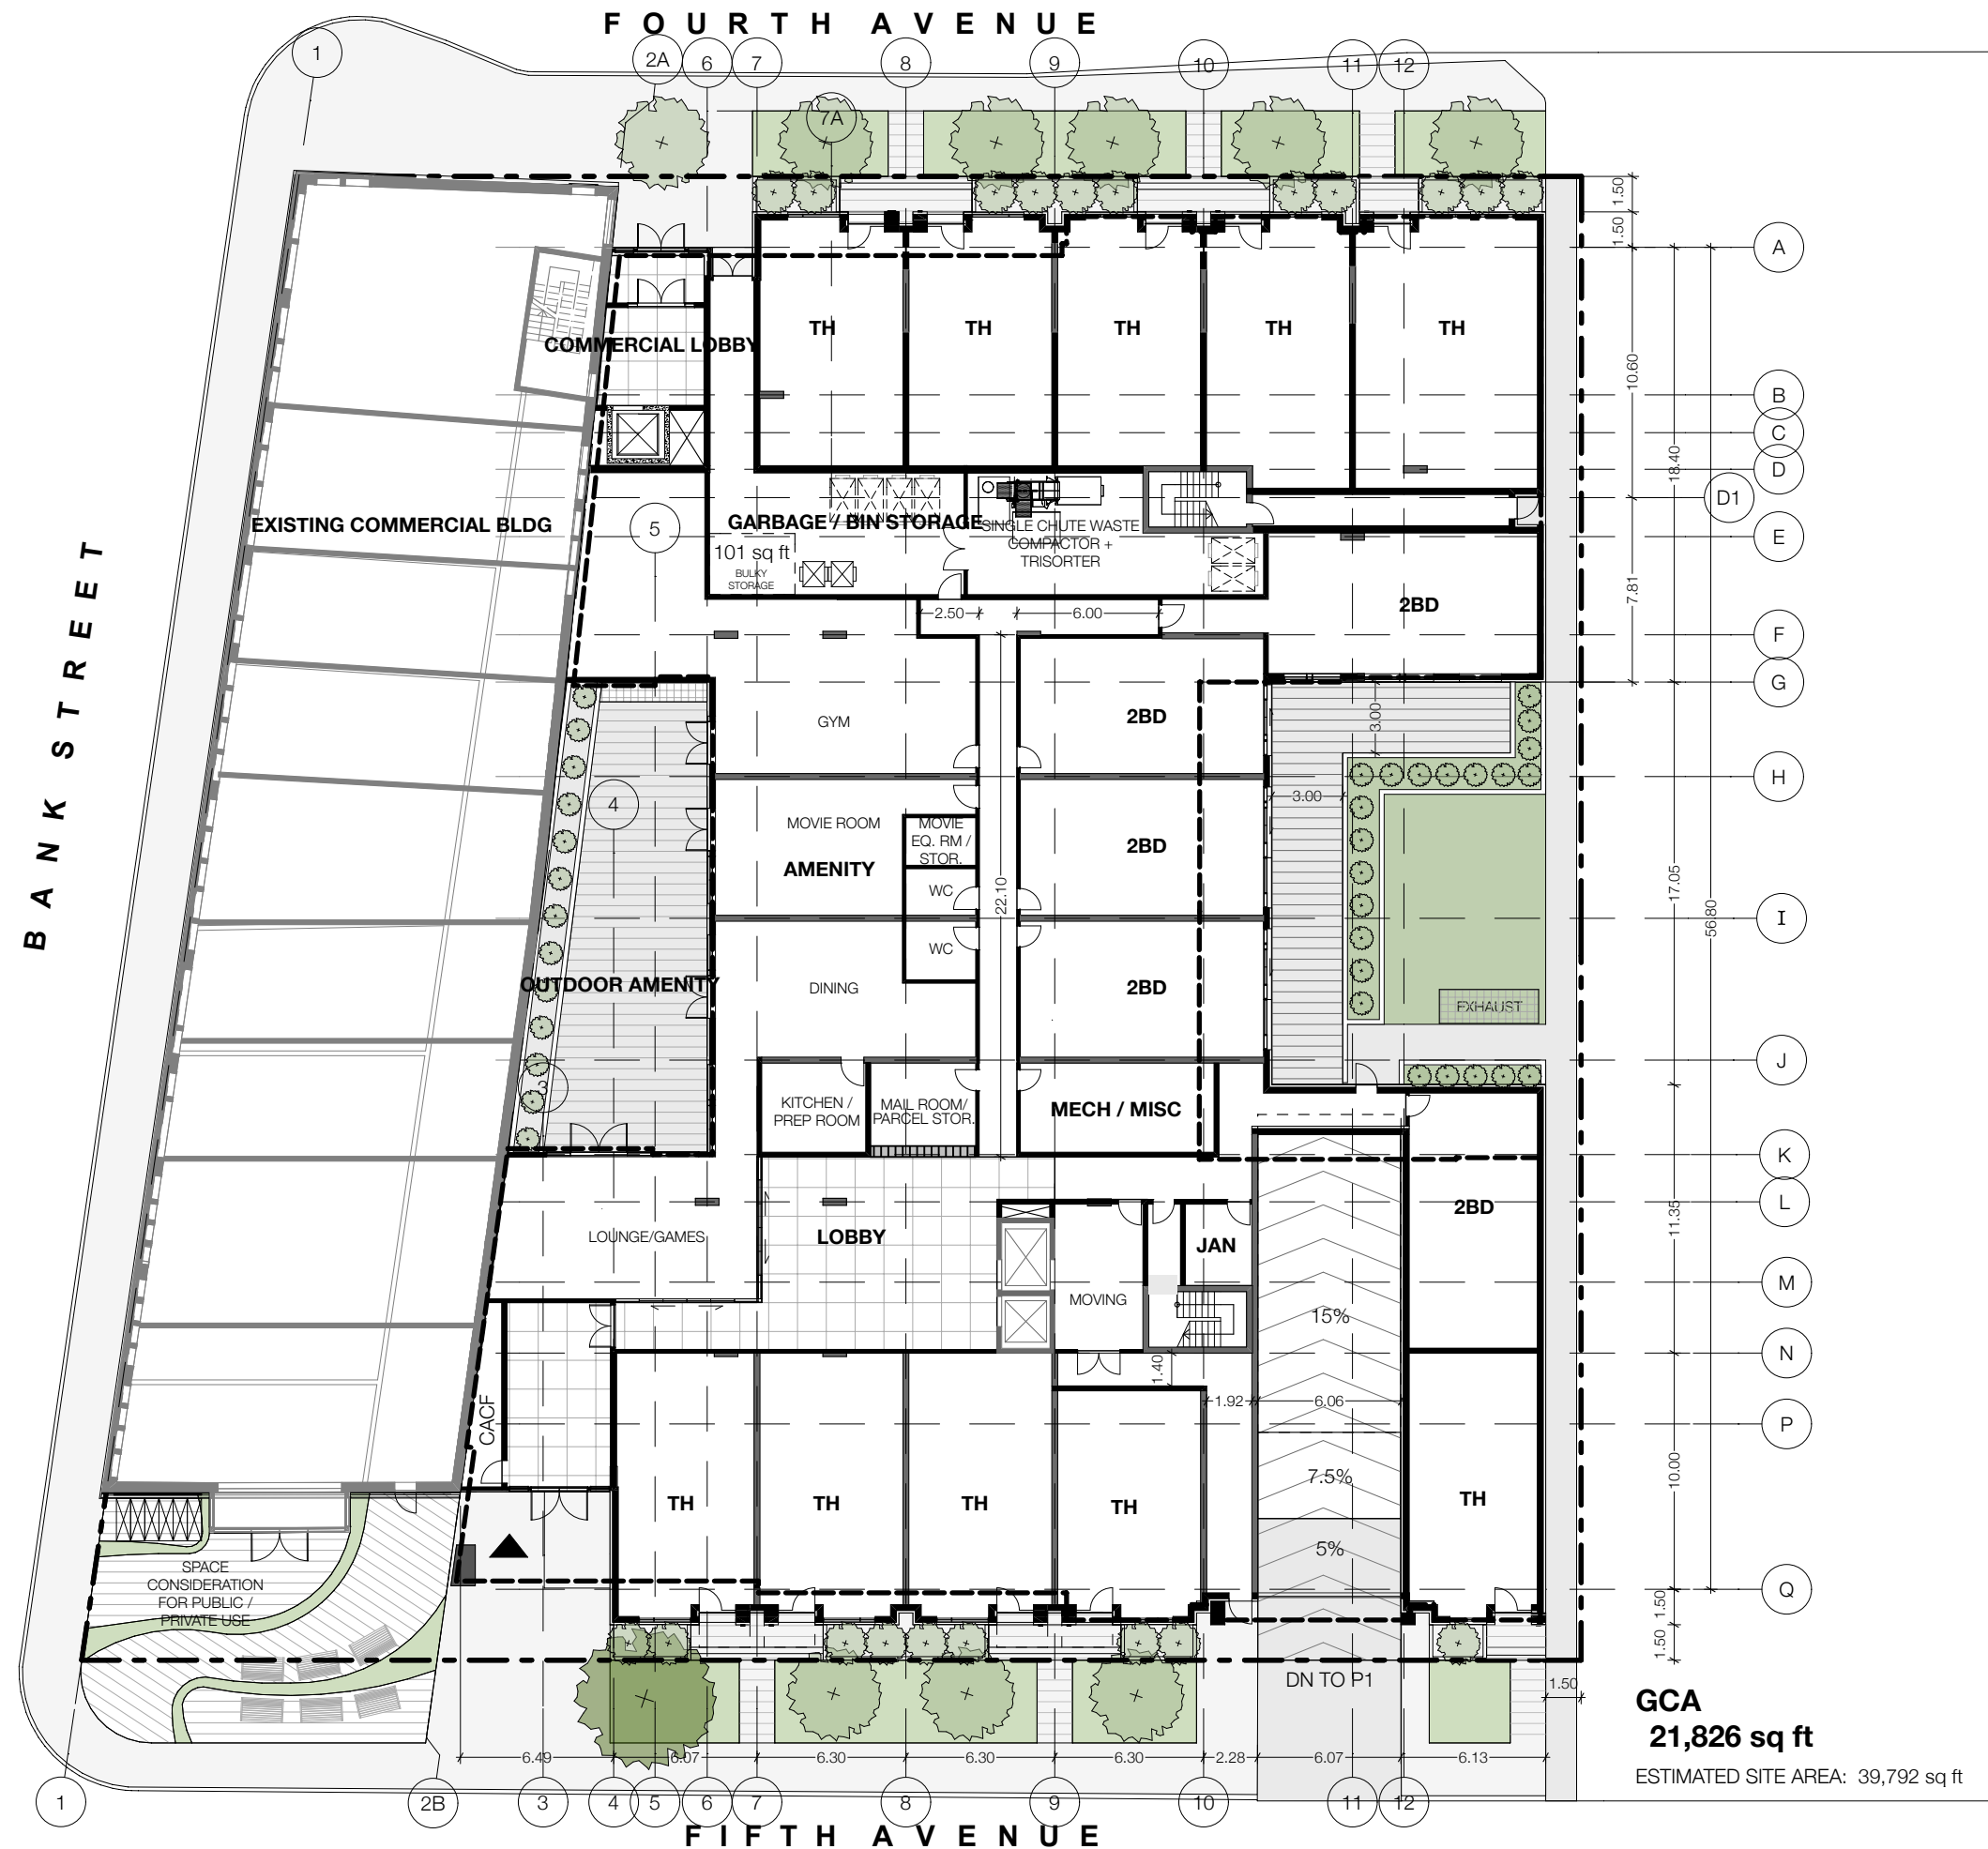 FOURTH AVENUE
1
2A
6
7
8
9
10
11
12
7A
1.50
1.50
A
TH
TH
TH
TH
TH
COMMERCIAL LOBBY
10.60
B
C
D
18.40
D1
EXISTING COMMERCIAL BLDG
5
GARBAGE / BIN STORAGE
SINGLE CHUTE WASTE
COMPACTOR +
TRISORTER
101 sq ft
BULKY
STORAGE
E
7.81
2BD
2.50
6.00
F
G
BANK STREET
GYM
2BD
3.00
H
4
3.00
MOVIE ROOM
MOVIE
EQ. RM /
STOR.
AMENITY
2BD
WC
22.10
17.05
56.80
I
WC
OUTDOOR AMENITY
DINING
2BD
EXHAUST
J
3
KITCHEN /
PREP ROOM
MAIL ROOM/
PARCEL STOR.
MECH / MISC
K
L
2BD
11.35
LOUNGE/GAMES
LOBBY
JAN
M
MOVING
15%
N
1.40
1.92
6.06
CACF
P
7.5%
10.00
TH
TH
TH
TH
TH
5%
SPACE
CONSIDERATION
FOR PUBLIC /
PRIVATE USE
Q
1.50
1.50
DN TO P1
1.50
GCA
21,826 sq ft
ESTIMATED SITE AREA: 39,792 sq ft
6.49
6.07
6.30
6.30
6.30
2.28
6.07
6.13
1
2B
3
4
5
6
7
8
9
10
11
12
FIFTH AVENUE